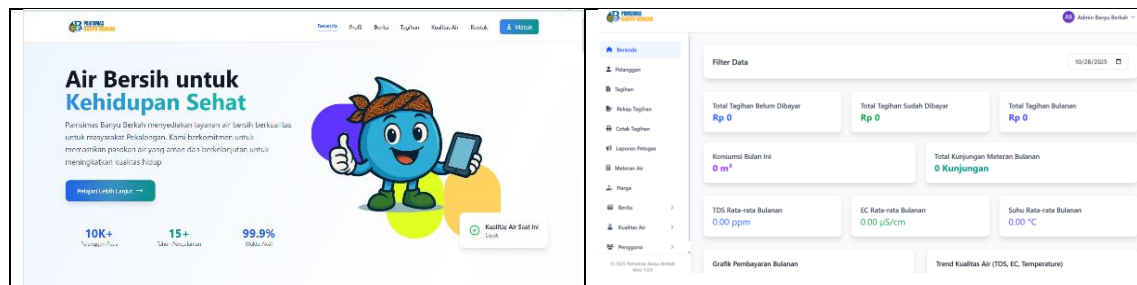 PAMSIMAS
BANYU BERKAH
Beranda Profil Berita Tagihan Kualitas Air Kontak Masuk
Air Bersih untuk
Kehidupan Sehat
Pamsimas Banyu Berkah menyediakan layanan air bersih berkualitas
untuk masyarakat Pekalongan. Kami berkomitmen untuk
memastikan pasokan air yang aman dan berkelanjutan untuk
meningkatkan kualitas hidup
Pelajari Lebih Lanjut →
10K+ 15+ 99.9%
Tahun Pengalaman
Kualitas Air Saat Ini
Layak
PAMSIMAS
BANYU BERKAH
AB Admin Banyu Berkah
Beranda
Pelanggan
Tagihan
Rekap Tagihan
Cetak Tagihan
Laporan Petugas
Meteran Air
Harga
Berita
Kualitas Air
Pengguna
© 2025 Pamsimas Banyu Berkah
Versi 1.0.0
Filter Data 10/28/2025
Total Tagihan Belum Dibayar
Rp 0
Total Tagihan Sudah Dibayar
Rp 0
Total Tagihan Bulanan
Rp 0
Konsumsi Bulan Ini
0 m³
Total Kunjungan Meteran Bulanan
0 Kunjungan
TDS Rata-rata Bulanan
0.00 ppm
EC Rata-rata Bulanan
0.00 μS/cm
Suhu Rata-rata Bulanan
0.00 °C
Grafik Pembayaran Bulanan
Trend Kualitas Air (TDS, EC, Temperature)